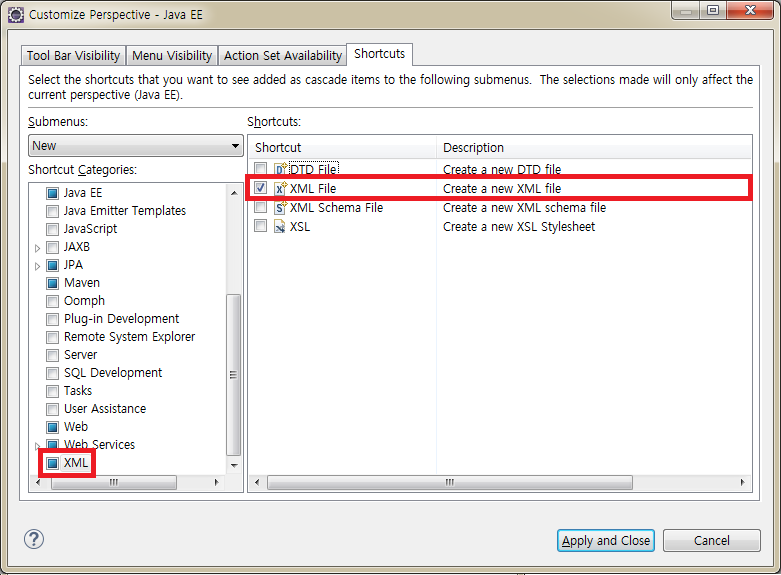 Customize Perspective - Java EE
Tool Bar Visibility Menu Visibility Action Set Availability Shortcuts
Select the shortcuts that you want to see added as cascade items to the following submenus. The selections made will only affect the
current perspective (Java EE).
Submenus:
New
Shortcut Categories:
Java EE
Java Emitter Templates
JavaScript
JAXB
JPA
Maven
Oomph
Plug-in Development
Remote System Explorer
Server
SQL Development
Tasks
User Assistance
Web
Web Services
XML
Shortcuts:
Shortcut Description
DTD File Create a new DTD file
XML File Create a new XML file
XML Schema File Create a new XML schema file
XSL Create a new XSL Stylesheet
Apply and Close Cancel